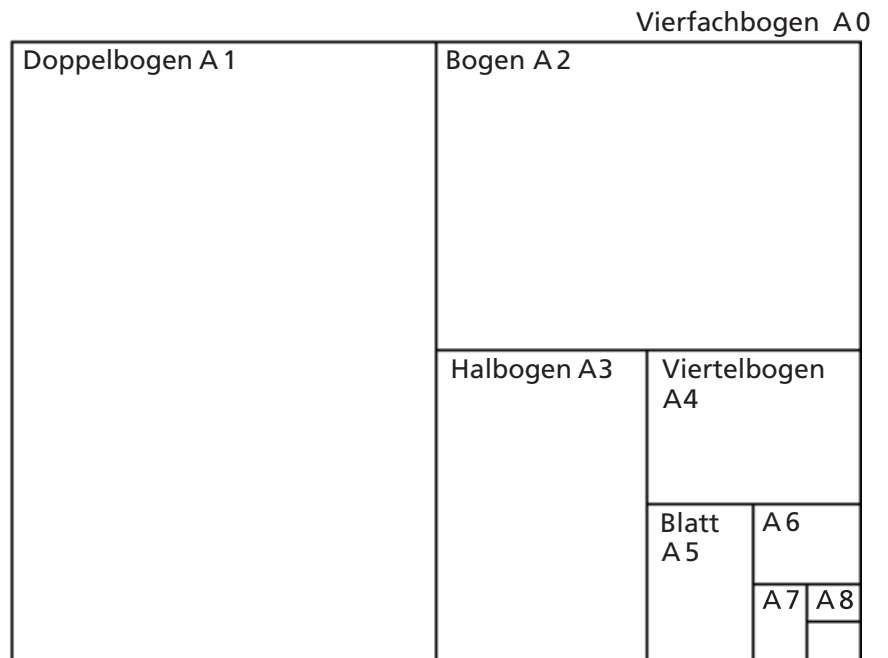 Vierfachbogen A0
Doppelbogen A1
Bogen A2
Halbogen A3
Viertelbogen
A4
Blatt
A5
A6
A7
A8